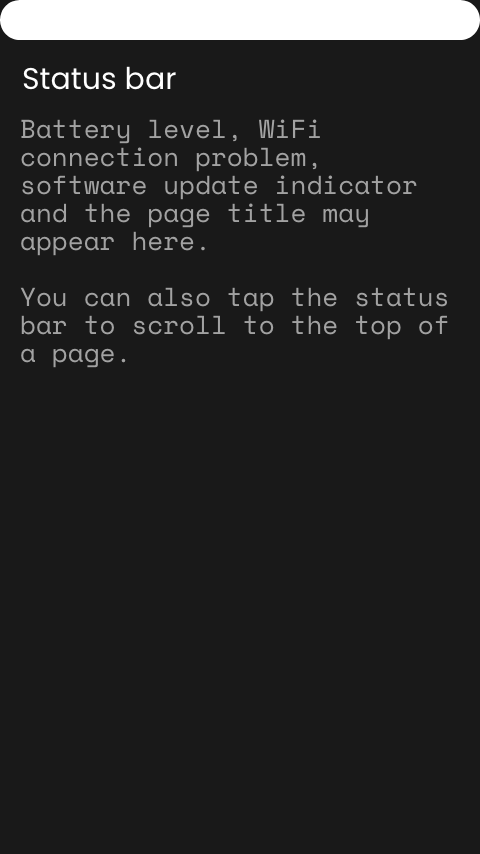 Status bar
Battery level, WiFi
connection problem,
software update indicator
and the page title may
appear here.
You can also tap the status
bar to scroll to the top of
a page.